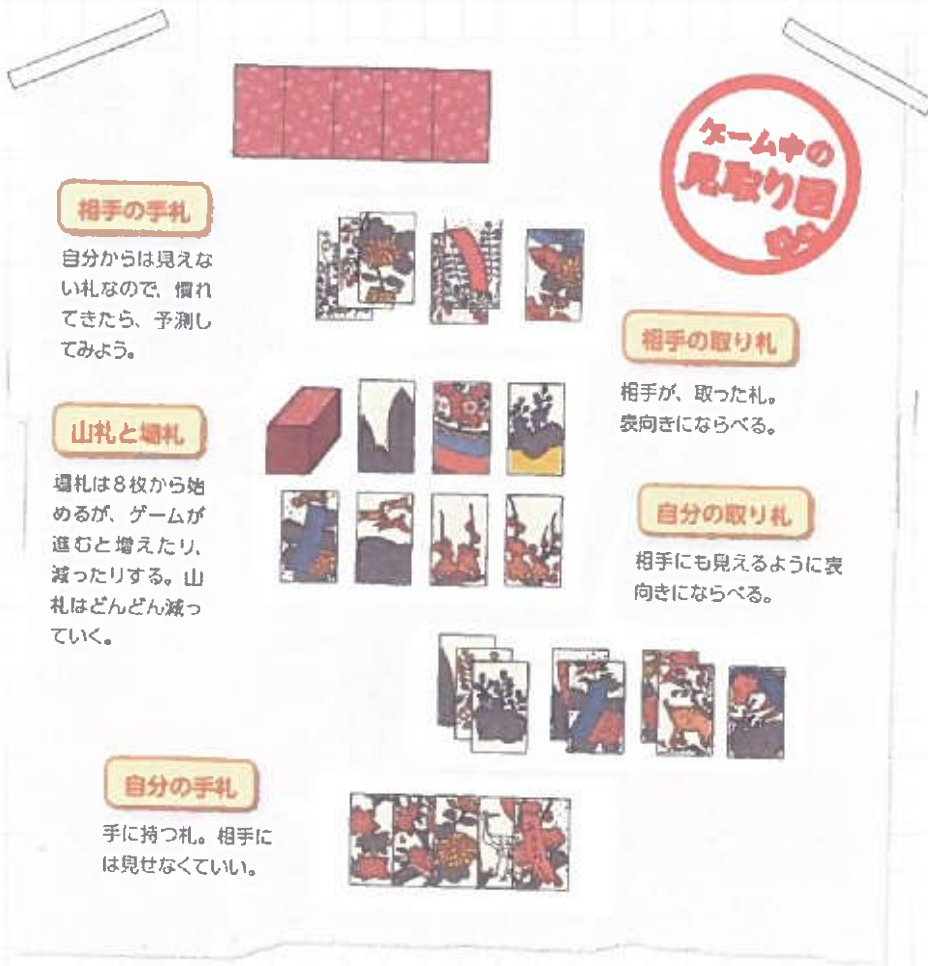 ゲーム中の
見取り図
相手の手札
自分からは見えな
い札なので、慣れ
てきたら、予測し
てみよう。
相手の取り札
相手が、取った札。
表向きにならべる。
山札と場札
場札は8枚から始
めるが、ゲームが
進むと増えたり、
減ったりする。山
札はどんどん減っ
ていく。
自分の取り札
相手にも見えるように表
向きにならべる。
自分の手札
手に持つ札。相手に
は見せなくていい。